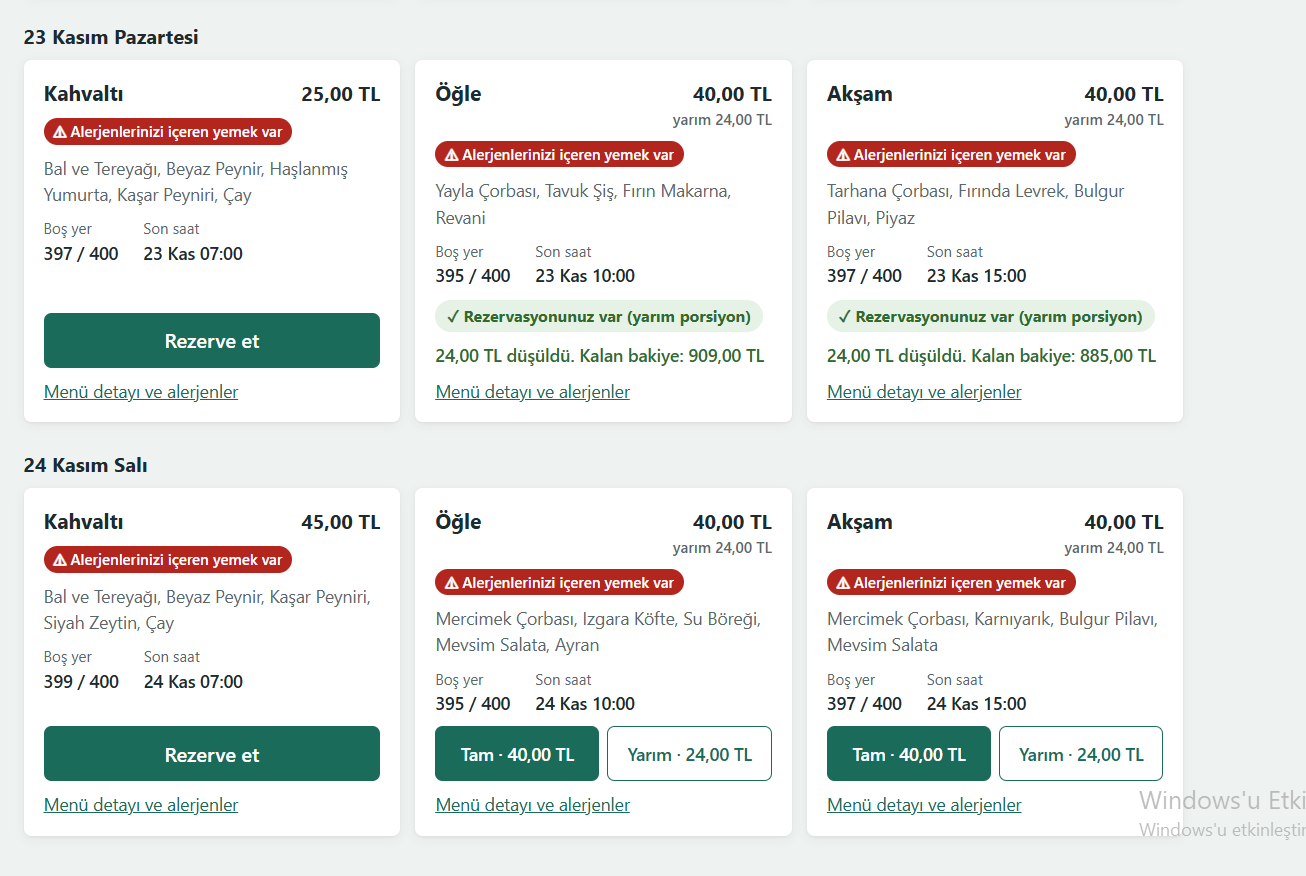 23 Kasım Pazartesi
Kahvaltı 25,00 TL
⚠ Alerjenlerinizi içeren yemek var
Bal ve Tereyağı, Beyaz Peynir, Haşlanmış
Yumurta, Kaşar Peyniri, Çay
Boş yer Son saat
397 / 400 23 Kas 07:00
Rezerve et
Menü detayı ve alerjenler
Öğle 40,00 TL
yarım 24,00 TL
⚠ Alerjenlerinizi içeren yemek var
Yayla Çorbası, Tavuk Şiş, Fırın Makarna,
Revani
Boş yer Son saat
395 / 400 23 Kas 10:00
✓ Rezervasyonunuz var (yarım porsiyon)
24,00 TL düşüldü. Kalan bakiye: 909,00 TL
Menü detayı ve alerjenler
Akşam 40,00 TL
yarım 24,00 TL
⚠ Alerjenlerinizi içeren yemek var
Tarhana Çorbası, Fırında Levrek, Bulgur
Pilavı, Piyaz
Boş yer Son saat
397 / 400 23 Kas 15:00
✓ Rezervasyonunuz var (yarım porsiyon)
24,00 TL düşüldü. Kalan bakiye: 885,00 TL
Menü detayı ve alerjenler
24 Kasım Salı
Kahvaltı 45,00 TL
⚠ Alerjenlerinizi içeren yemek var
Bal ve Tereyağı, Beyaz Peynir, Kaşar Peyniri,
Siyah Zeytin, Çay
Boş yer Son saat
399 / 400 24 Kas 07:00
Rezerve et
Menü detayı ve alerjenler
Öğle 40,00 TL
yarım 24,00 TL
⚠ Alerjenlerinizi içeren yemek var
Mercimek Çorbası, Izgara Köfte, Su Böreği,
Mevsim Salata, Ayran
Boş yer Son saat
395 / 400 24 Kas 10:00
Tam · 40,00 TL Yarım · 24,00 TL
Menü detayı ve alerjenler
Akşam 40,00 TL
yarım 24,00 TL
⚠ Alerjenlerinizi içeren yemek var
Mercimek Çorbası, Karnıyarık, Bulgur Pilavı,
Mevsim Salata
Boş yer Son saat
397 / 400 24 Kas 15:00
Tam · 40,00 TL Yarım · 24,00 TL
Menü detayı ve alerjenler
Windows'u Etki
Windows'u etkinleştir